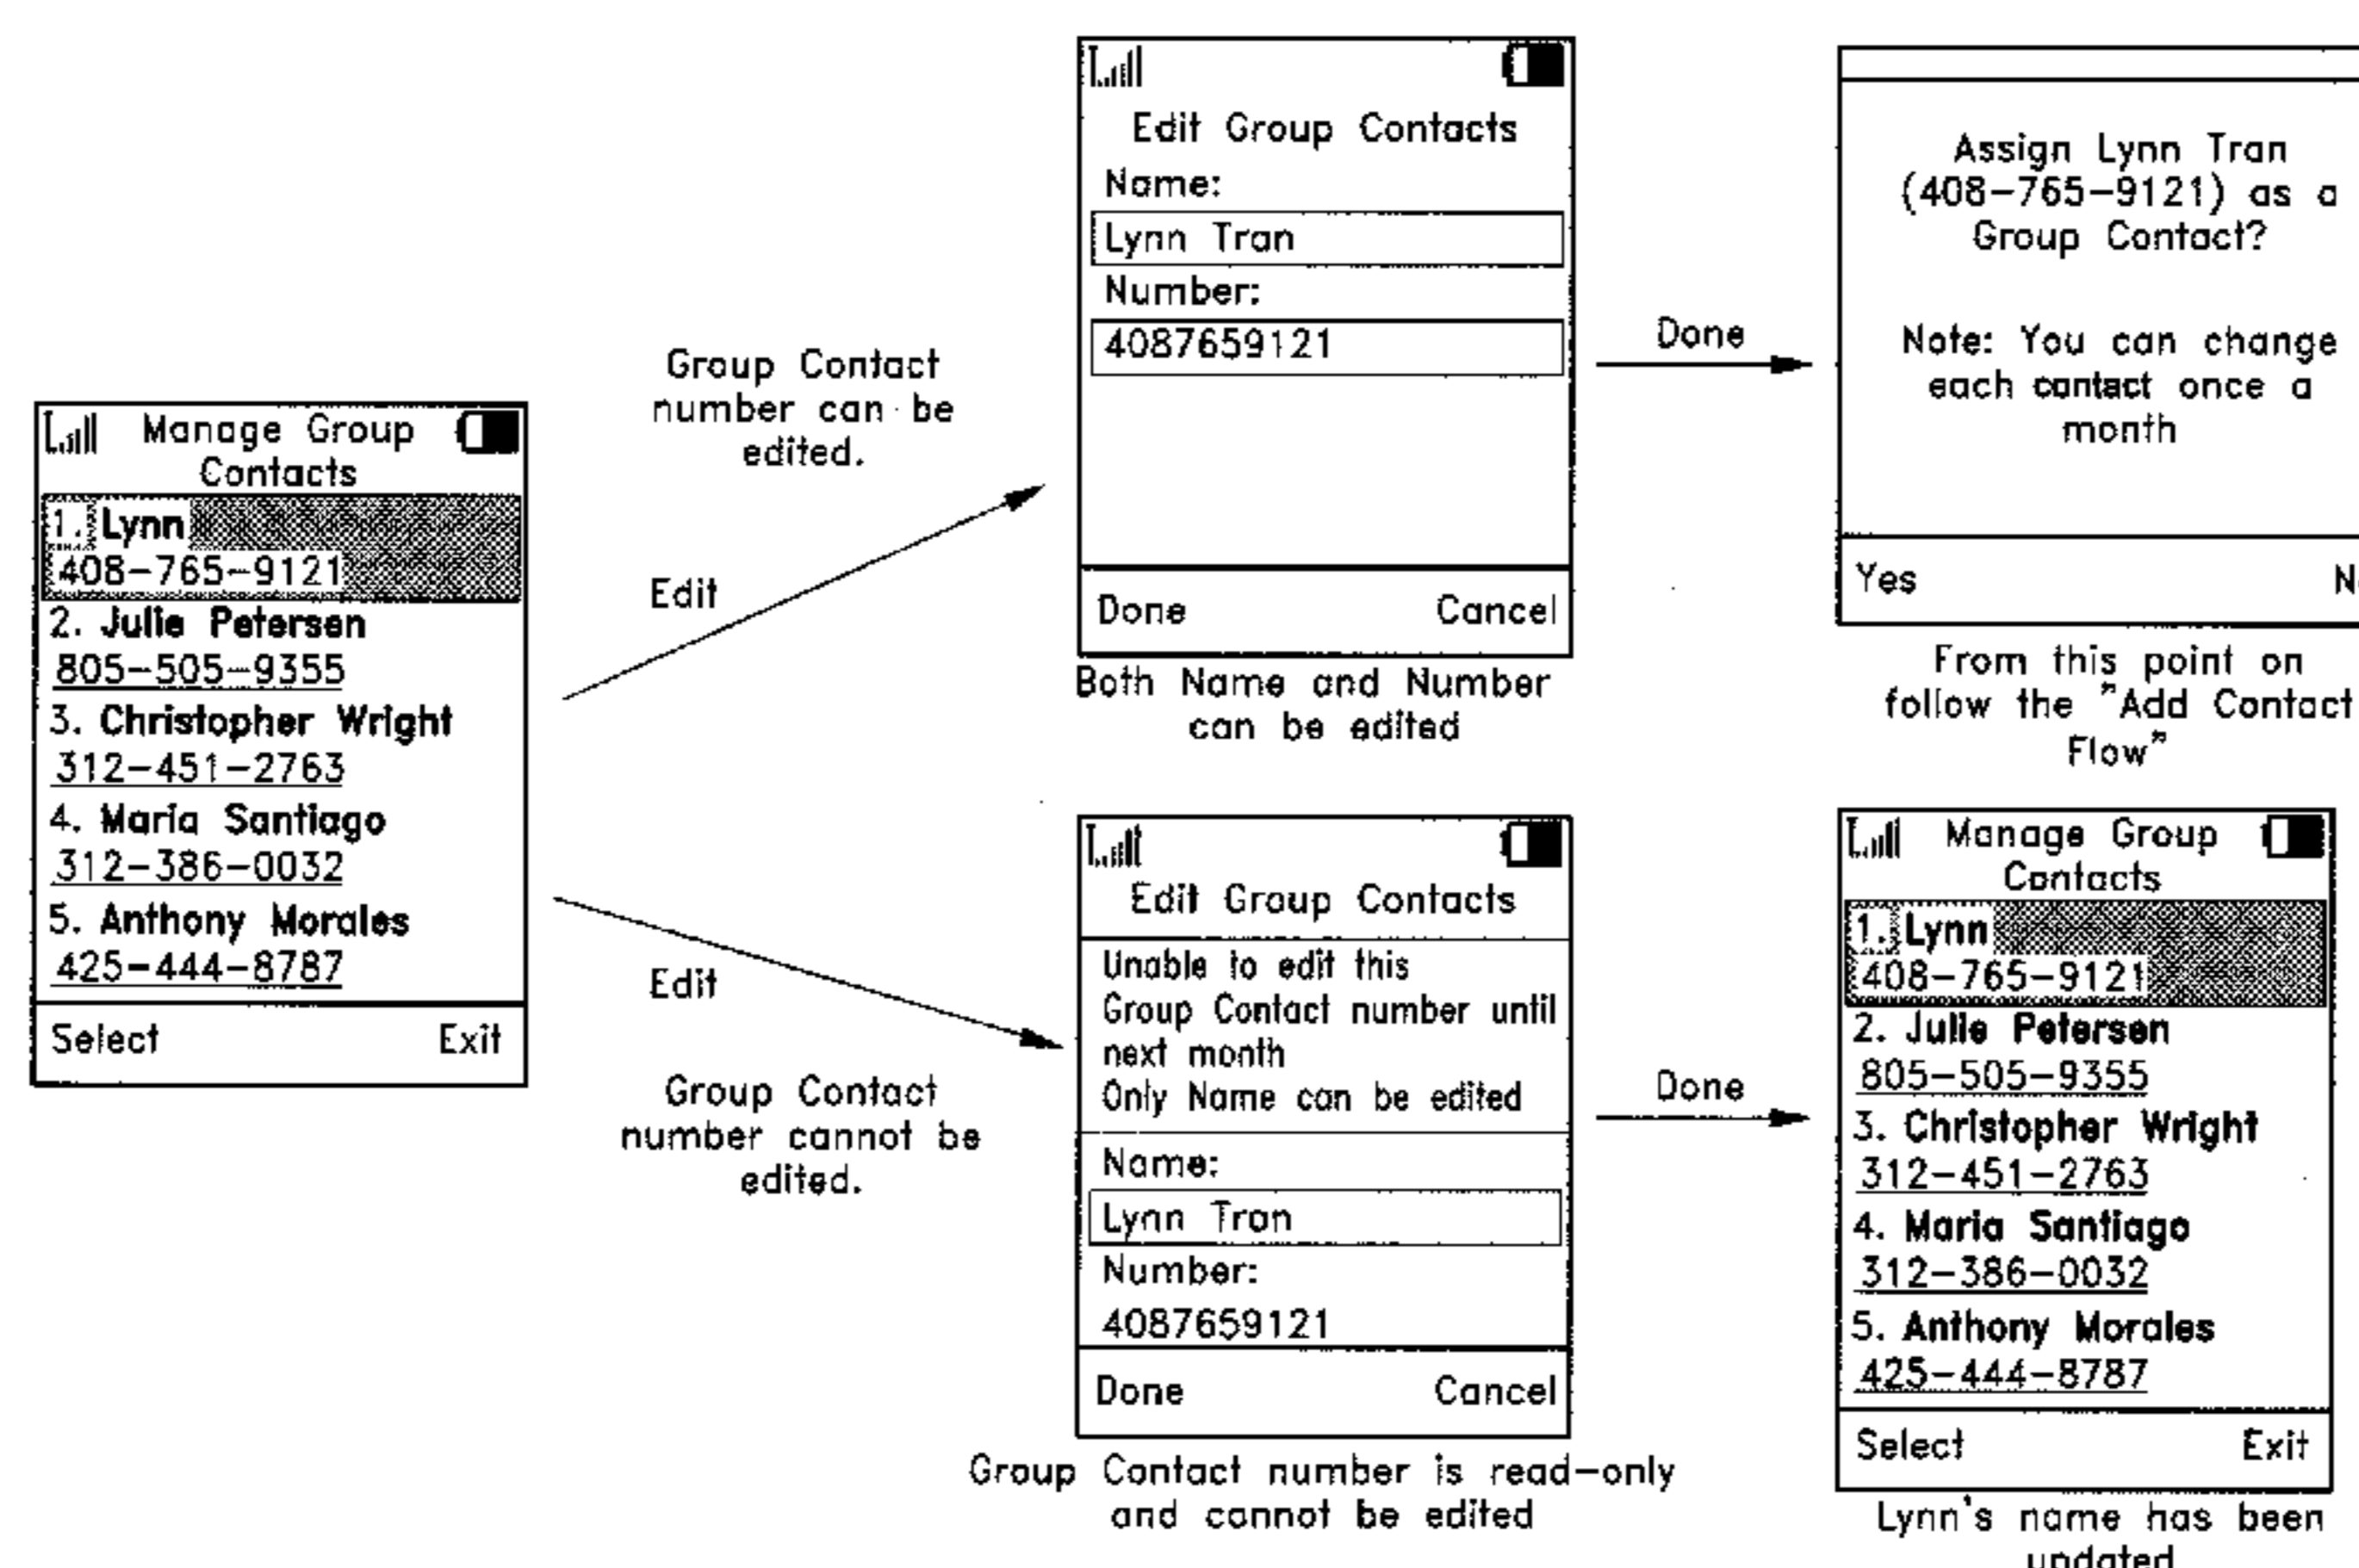 Manage Group
Contacts
1. Lynn
408-765-9121
2. Julie Petersen
805-505-9355
3. Christopher Wright
312-451-2763
4. Maria Santiago
312-386-0032
5. Anthony Morales
425-444-8787
Select Exit
Group Contact
number can be
edited.
Edit
Edit
Group Contact
number cannot be
edited.
Edit Group Contacts
Name:
Lynn Tran
Number:
4087659121
Done Cancel
Both Name and Number
can be edited
Done
Assign Lynn Tran
(408-765-9121) as a
Group Contact?
Note: You can change
each contact once a
month
Yes
From this point on
follow the "Add Contact
Flow"
Edit Group Contacts
Unable to edit this
Group Contact number until
next month
Only Name can be edited
Name:
Lynn Tran
Number:
4087659121
Done Cancel
Group Contact number is read-only
and cannot be edited
Done
Manage Group
Contacts
1. Lynn
408-765-9121
2. Julie Petersen
805-505-9355
3. Christopher Wright
312-451-2763
4. Maria Santiago
312-386-0032
5. Anthony Morales
425-444-8787
Select Exit
Lynn's name has been
updated